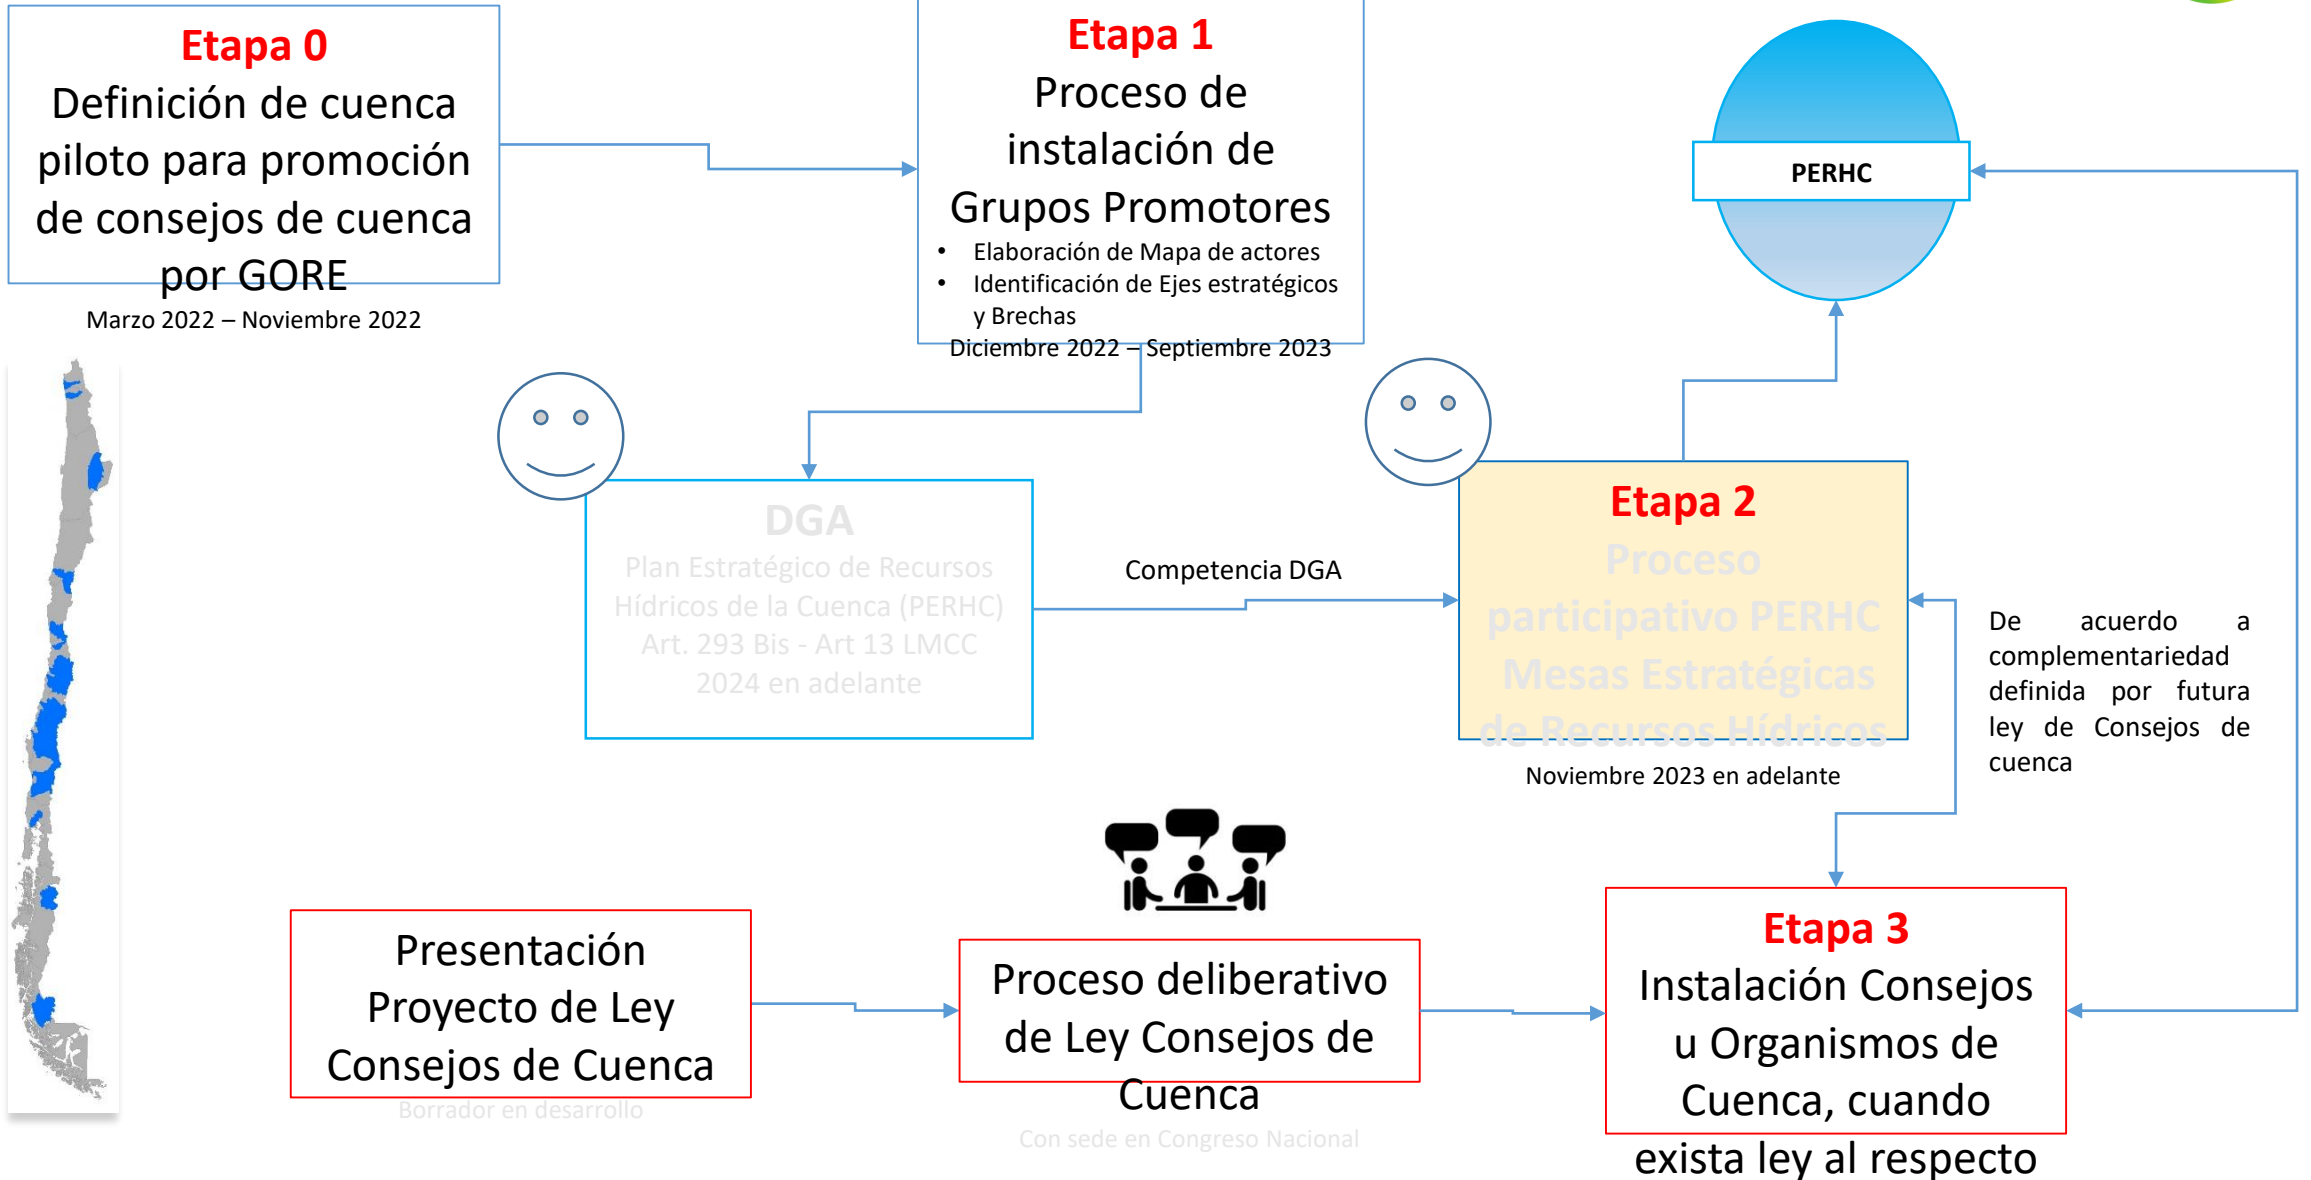 Etapa 0
Definición de cuenca
piloto para promoción
de consejos de cuenca
por GORE
Marzo 2022 – Noviembre 2022
Etapa 1
Proceso de
instalación de
Grupos Promotores
• Elaboración de Mapa de actores
• Identificación de Ejes estratégicos
y Brechas
Diciembre 2022 – Septiembre 2023
PERHC
DGA
Plan Estratégico de Recursos
Hídricos de la Cuenca (PERHC)
Art. 293 Bis - Art 13 LMCC
2024 en adelante
Competencia DGA
Etapa 2
Proceso
participativo PERHC
Mesas Estratégicas
de Recursos Hídricos
Noviembre 2023 en adelante
De acuerdo a
complementariedad
definida por futura
ley de Consejos de
cuenca
Presentación
Proyecto de Ley
Consejos de Cuenca
Borrador en desarrollo
Proceso deliberativo
de Ley Consejos de
Cuenca
Con sede en Congreso Nacional
Etapa 3
Instalación Consejos
u Organismos de
Cuenca, cuando
exista ley al respecto